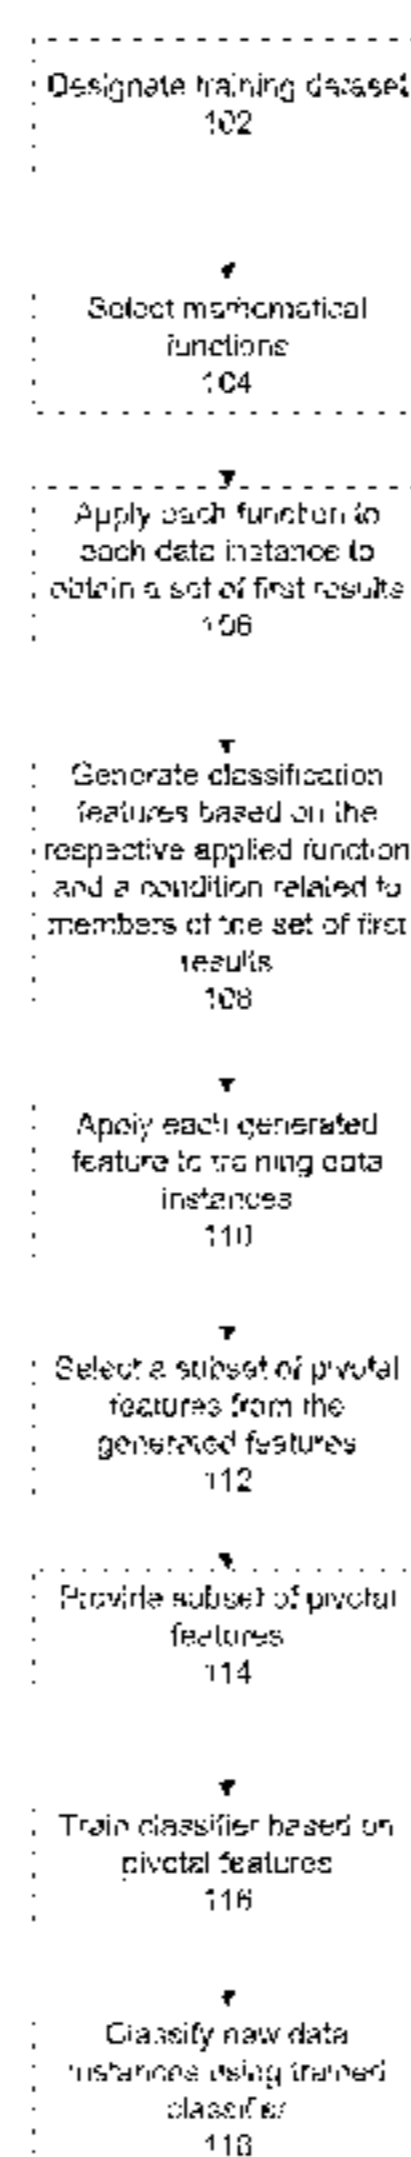 Designate training dataset
102
Select mathematical
functions
104
Apply each function to
each data instance to
obtain a set of first results
106
Generate classification
features based on the
respective applied function
and a condition related to
members of the set of first
results
108
Apply each generated
feature to training data
instances
110
Select a subset of pivotal
features from the
generated features
112
Provide subset of pivotal
features
114
Train classifier based on
pivotal features
116
Classify new data
instances using trained
classifier
118